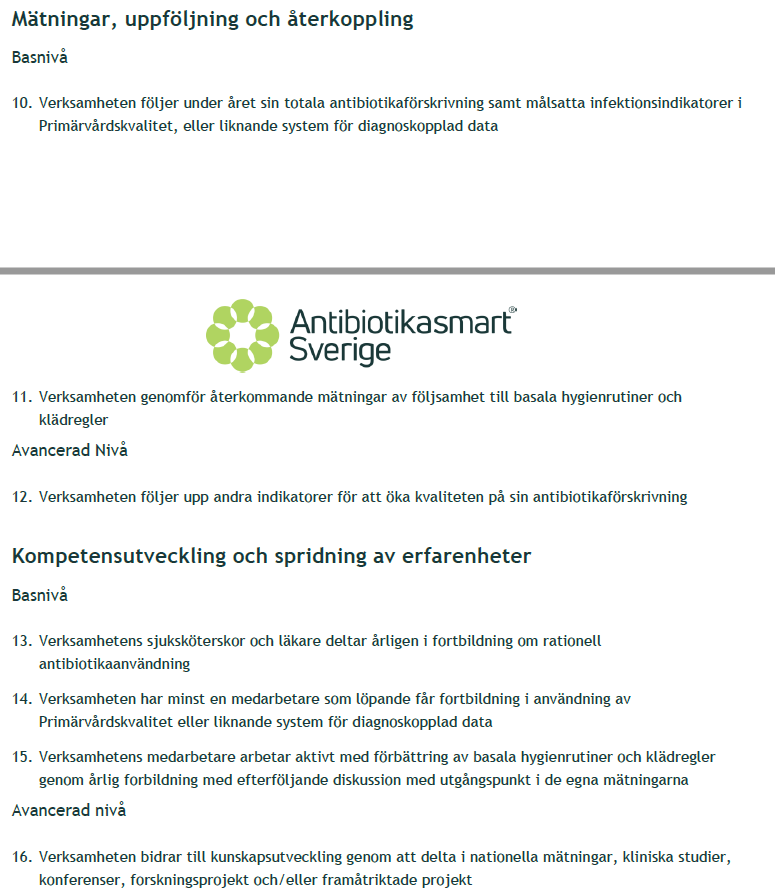 Mätningar, uppföljning och återkoppling
Basnivå
10. Verksamheten följer under året sin totala antibiotikaförskrivning samt målsatta infektionsindikatorer i
Primärvårdskvalitet, eller liknande system för diagnoskopplad data
Antibiotikasmart®
Sverige
11. Verksamheten genomför återkommande mätningar av följsamhet till basala hygienrutiner och
klädregler
Avancerad Nivå
12. Verksamheten följer upp andra indikatorer för att öka kvaliteten på sin antibiotikaförskrivning
Kompetensutveckling och spridning av erfarenheter
Basnivå
13. Verksamhetens sjuksköterskor och läkare deltar årligen i fortbildning om rationell
antibiotikaanvändning
14. Verksamheten har minst en medarbetare som löpande får fortbildning i användning av
Primärvårdskvalitet eller liknande system för diagnoskopplad data
15. Verksamhetens medarbetare arbetar aktivt med förbättring av basala hygienrutiner och klädregler
genom årlig forbildning med efterföljande diskussion med utgångspunkt i de egna mätningarna
Avancerad nivå
16. Verksamheten bidrar till kunskapsutveckling genom att delta i nationella mätningar, kliniska studier,
konferenser, forskningsprojekt och/eller framåtriktade projekt